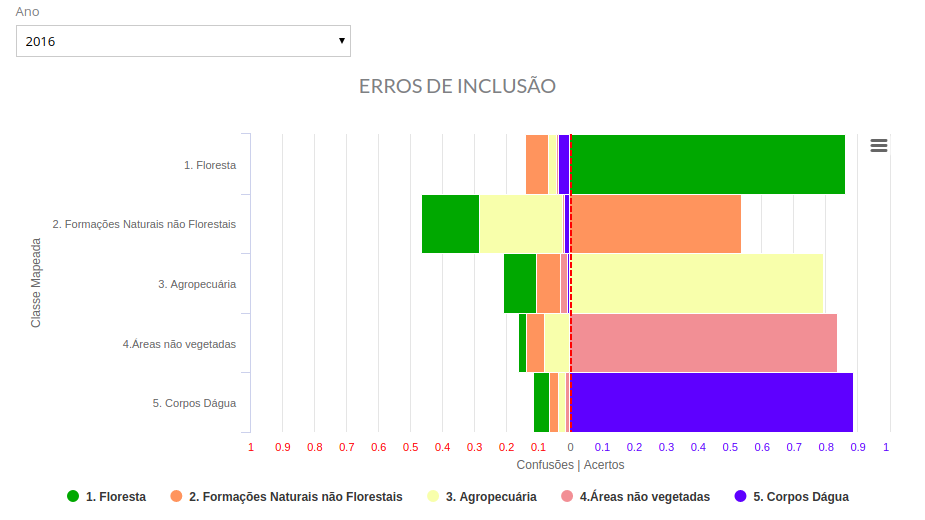 Ano
2016
ERROS DE INCLUSÃO
Classe Mapeada
1. Floresta
2. Formações Naturais não Florestais
3. Agropecuária
4.Áreas não vegetadas
5. Corpos Dágua
1 0.9 0.8 0.7 0.6 0.5 0.4 0.3 0.2 0.1 0 0.1 0.2 0.3 0.4 0.5 0.6 0.7 0.8 0.9 1
Confusões | Acertos
1. Floresta 2. Formações Naturais não Florestais 3. Agropecuária 4.Áreas não vegetadas 5. Corpos Dágua